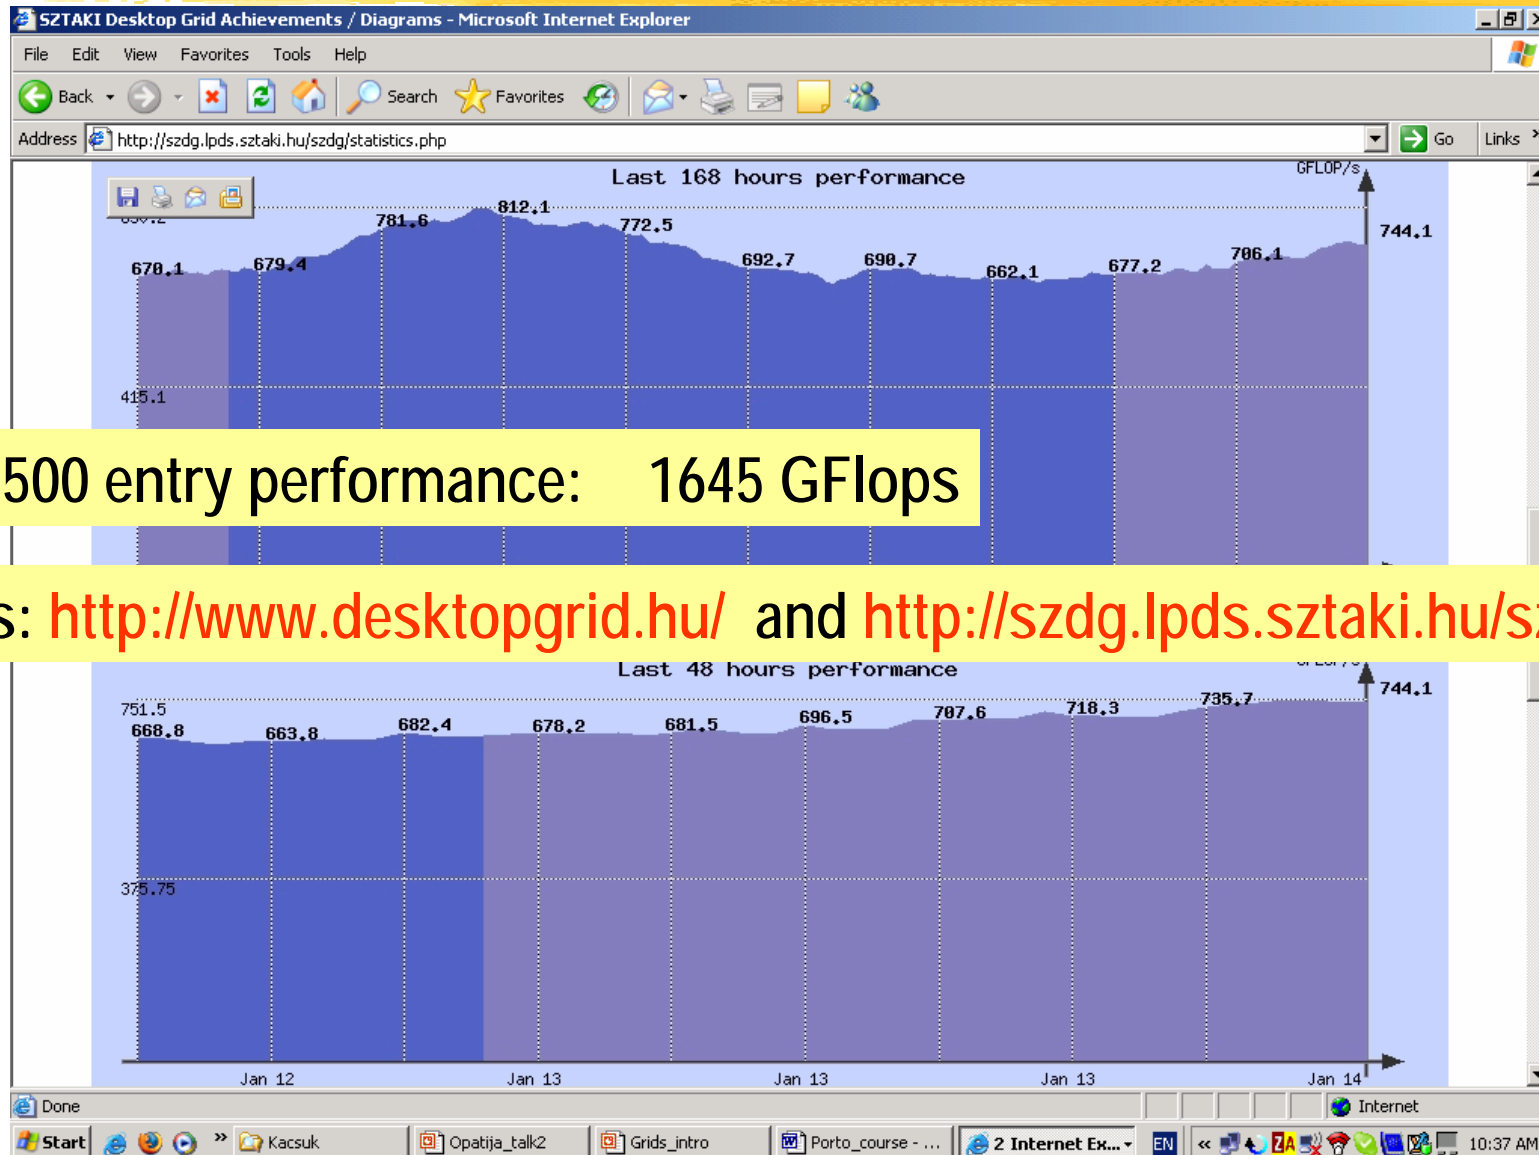 SZTAKI Desktop Grid Achievements / Diagrams - Microsoft Internet Explorer
File Edit View Favorites Tools Help
Back Search Favorites
Address http://szdg.lpds.sztaki.hu/szdg/statistics.php Go Links
Last 168 hours performance
GFLOP/s
670.1 679.4 781.6 812.1 772.5 692.7 690.7 662.1 677.2 706.1 744.1
415.1
500 entry performance: 1645 GFlops
s: http://www.desktopgrid.hu/ and http://szdg.lpds.sztaki.hu/sz
Last 48 hours performance
751.5
668.8 663.8 682.4 678.2 681.5 696.5 707.6 718.3 735.7 744.1
375.75
Jan 12 Jan 13 Jan 13 Jan 13 Jan 14
Done Internet
Start Kacsuk Opatija_talk2 Grids_intro Porto_course - ... 2 Internet Ex... EN ZA 10:37 AM